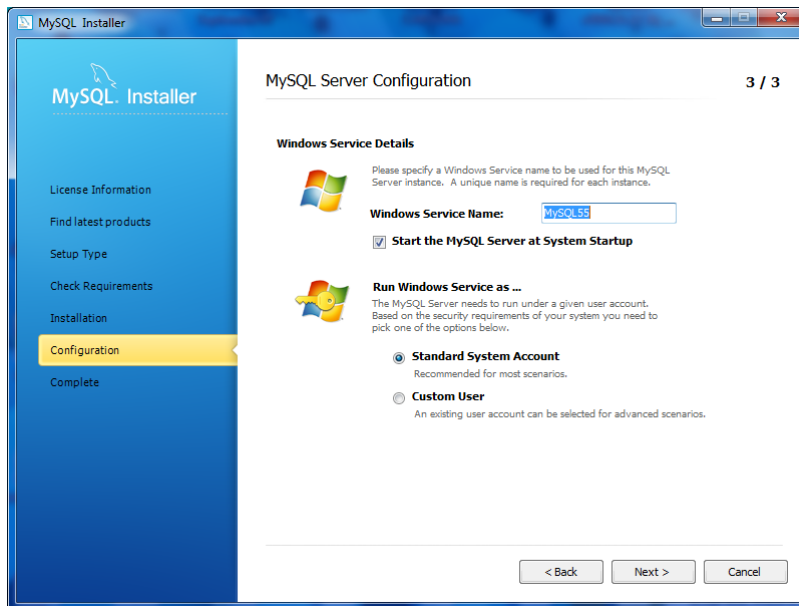 MySQL Installer
MySQL. Installer
License Information
Find latest products
Setup Type
Check Requirements
Installation
Configuration
Complete
MySQL Server Configuration
3 / 3
Windows Service Details
Please specify a Windows Service name to be used for this MySQL
Server instance. A unique name is required for each instance.
Windows Service Name:
MySQL55
Start the MySQL Server at System Startup
Run Windows Service as ...
The MySQL Server needs to run under a given user account.
Based on the security requirements of your system you need to
pick one of the options below.
Standard System Account
Recommended for most scenarios.
Custom User
An existing user account can be selected for advanced scenarios.
< Back
Next >
Cancel